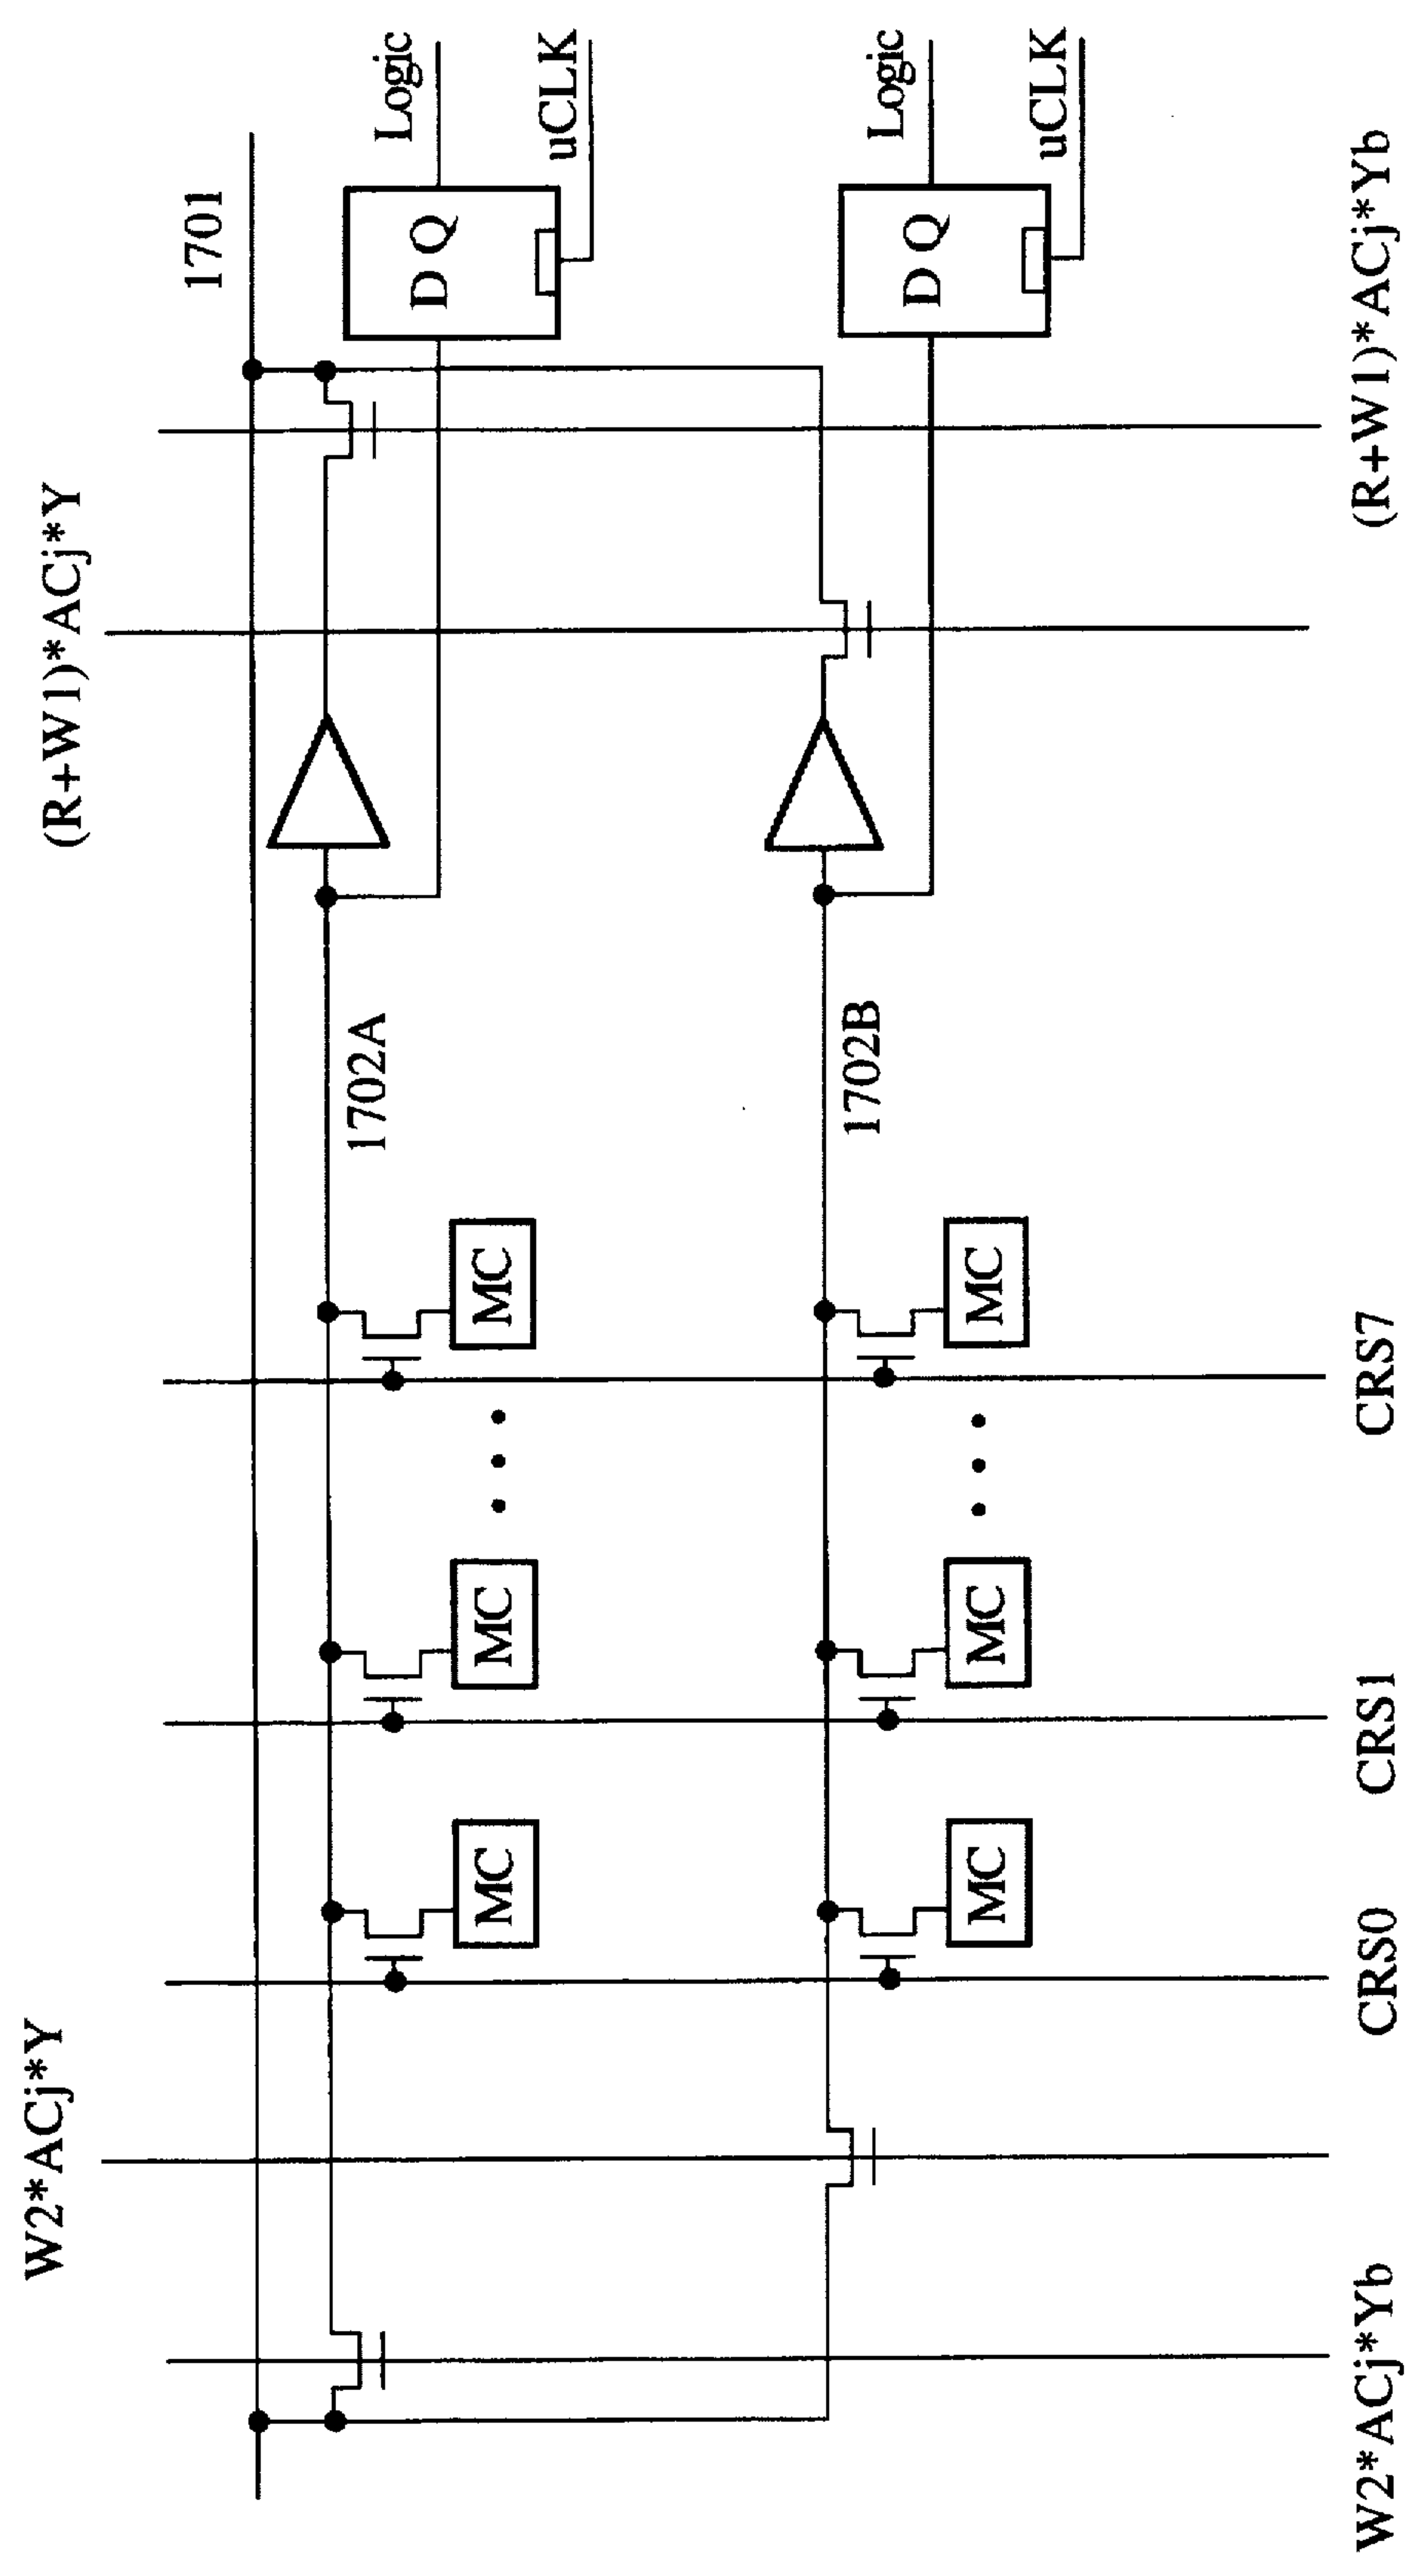 W2*ACj*Y
(R+W1)*ACj*Y
1701
Logic
D Q
uCLK
1702A
MC
MC
MC
Logic
D Q
uCLK
1702B
MC
MC
MC
W2*ACj*Yb
CRS0
CRS1
CRS7
(R+W1)*ACj*Yb